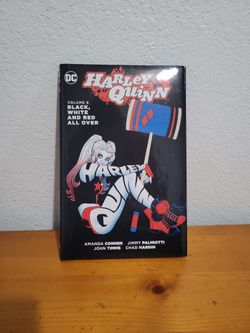 DC
HARLEY
QUINN
VOLUME 6
BLACK,
WHITE
AND RED
ALL OVER
HARLEY
QUINN
AMANDA CONNER JIMMY PALMIOTTI
JOHN TIMMS CHAD HARDIN